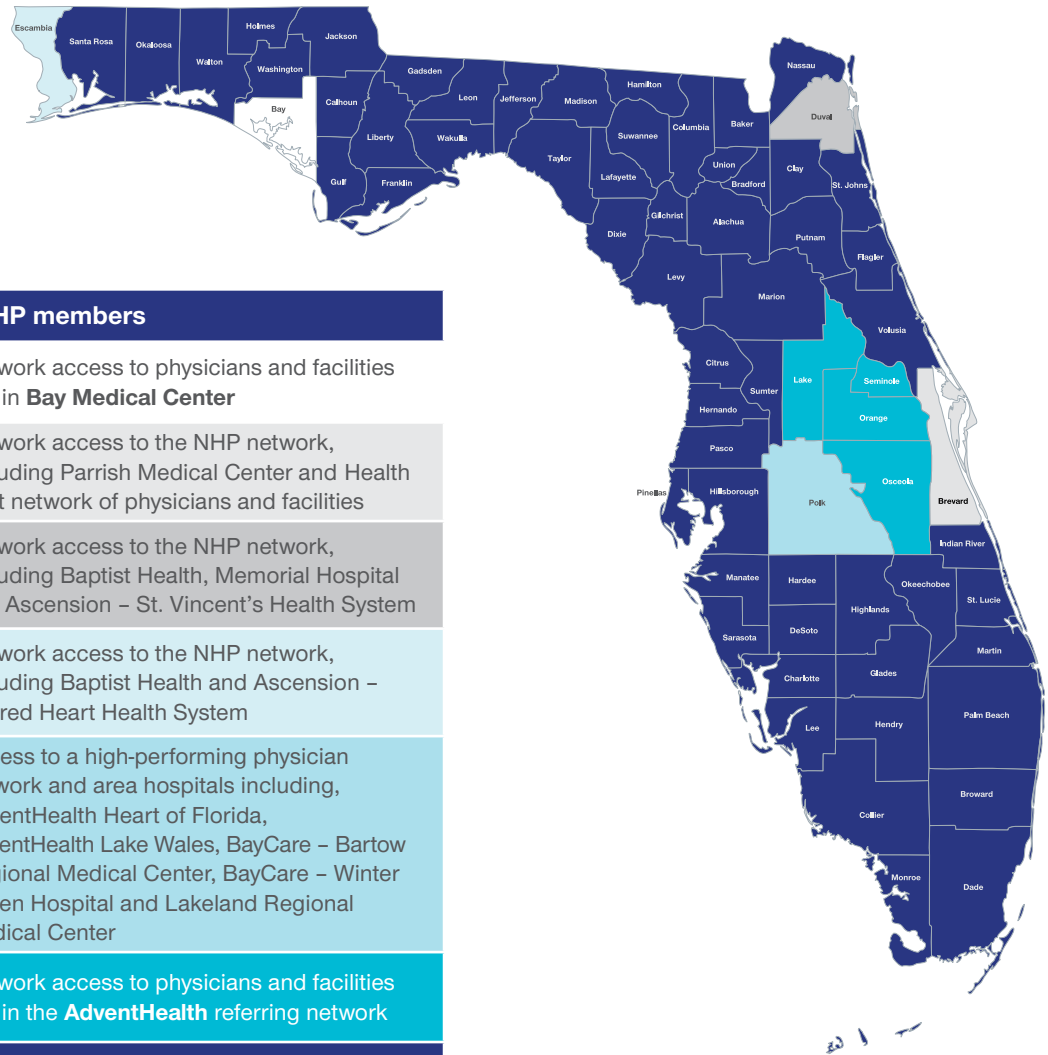 Escambia
Santa Rosa
Okaloosa
Walton
Holmes
Washington
Jackson
Bay
Calhoun
Gulf
Liberty
Franklin
Gadsden
Leon
Wakulla
Jefferson
Madison
Taylor
Hamilton
Suwannee
Lafayette
Dixie
Columbia
Baker
Union
Bradford
Gilchrist
Alachua
Levy
Nassau
Duval
Clay
St. Johns
Putnam
Flagler
Marion
Volusia
Citrus
Sumter
Lake
Seminole
Orange
Hernando
Pasco
Osceola
Pinellas
Hillsborough
Polk
Brevard
Indian River
Manatee
Hardee
Okeechobee
Highlands
St. Lucie
Sarasota
DeSoto
Martin
Charlotte
Glades
Lee
Hendry
Palm Beach
Broward
Collier
Monroe
Dade
HP members
work access to physicians and facilities
in Bay Medical Center
work access to the NHP network,
uding Parrish Medical Center and Health
t network of physicians and facilities
work access to the NHP network,
uding Baptist Health, Memorial Hospital
Ascension – St. Vincent's Health System
work access to the NHP network,
uding Baptist Health and Ascension –
red Heart Health System
ess to a high-performing physician
work and area hospitals including,
entHealth Heart of Florida,
entHealth Lake Wales, BayCare – Bartow
gional Medical Center, BayCare – Winter
en Hospital and Lakeland Regional
dical Center
work access to physicians and facilities
in the AdventHealth referring network